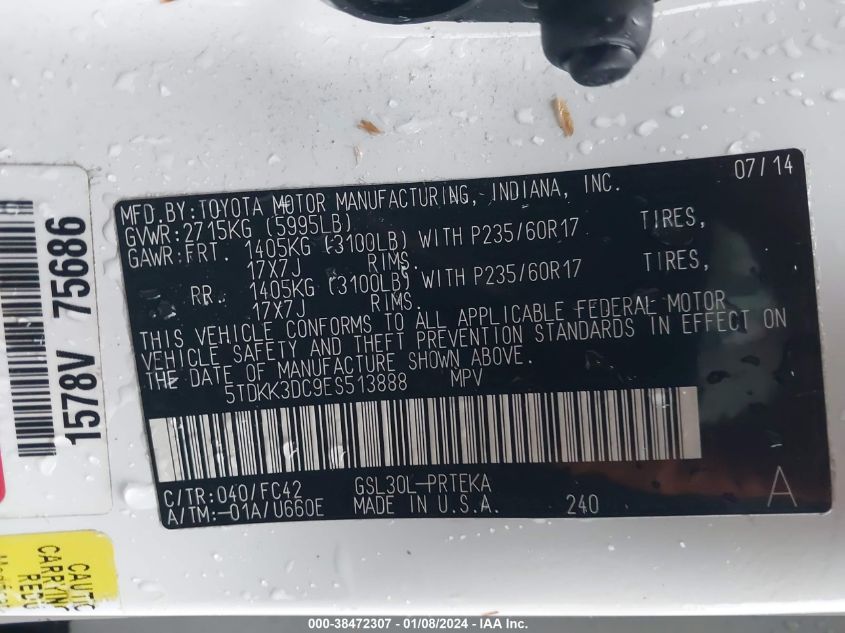 MFD.BY:TOYOTA MOTOR MANUFACTURING, INDIANA, INC. 07/14
GVWR:2715KG (5995LB)
GAWR:FRT. 1405KG (3100LB) WITH P235/60R17 TIRES,
17X7J RIMS.
RR. 1405KG (3100LB) WITH P235/60R17 TIRES,
17X7J RIMS.
THIS VEHICLE CONFORMS TO ALL APPLICABLE FEDERAL MOTOR
VEHICLE SAFETY AND THEFT PREVENTION STANDARDS IN EFFECT ON
THE DATE OF MANUFACTURE SHOWN ABOVE.
5TDKK3DC9ES513888 MPV
C/TR:040/FC42 GSL30L-PRTEKA
A/TM:-01A/U660E MADE IN U.S.A. 240 A
1578V 75686
CAUTIO
CARRYIN
REDU
000-38472307 - 01/08/2024 - IAA Inc.